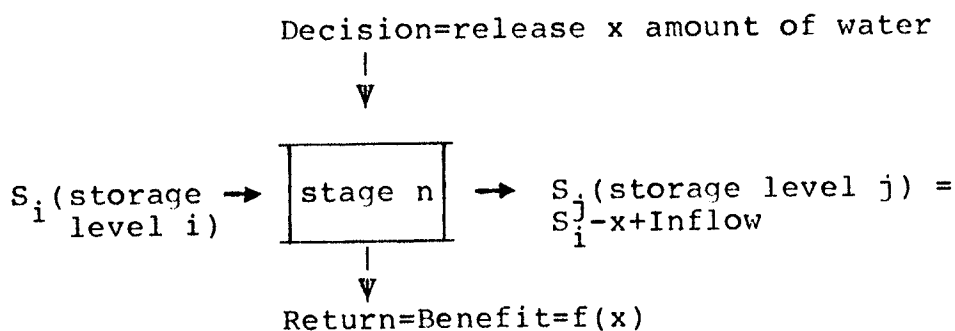 Decision=release x amount of water
S_i(storage level i)
stage n
S_j(storage level j) =
S_i-x+Inflow
Return=Benefit=f(x)